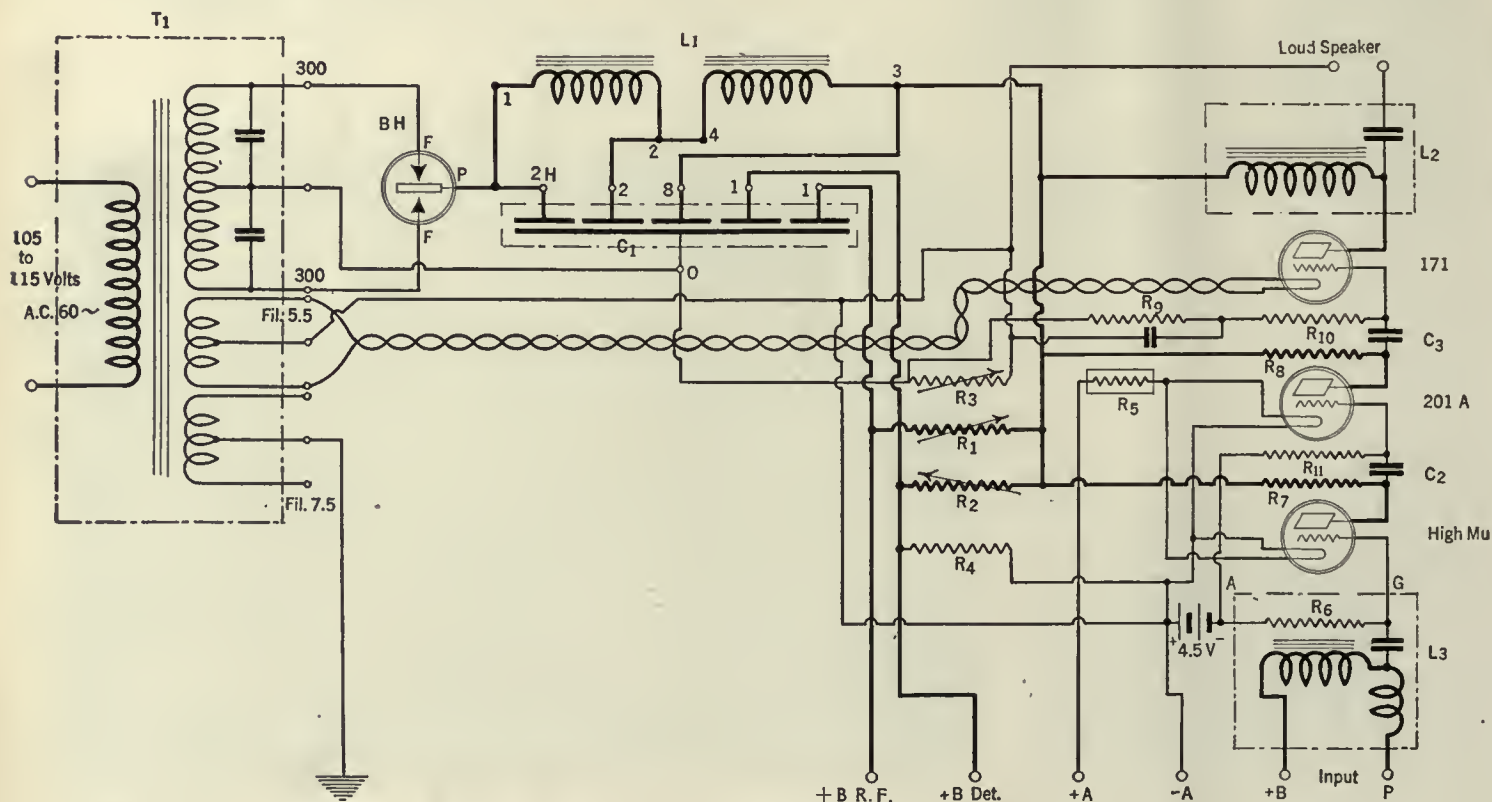 T1
L1
Loud Speaker
300
1
3
BH
F
P
2
4
L2
2H
2
8
1
1
C1
F
O
171
105
to
115 Volts
A.C. 60~
300
Fil. 5.5
R9
R10
C3
R8
R3
R5
201 A
R1
R11
C2
R2
R7
Fil. 7.5
High Mu
R4
A
G
R6
+ 4.5 V -
L3
Input
+B R.F.
+B Det.
+A
-A
+B
P